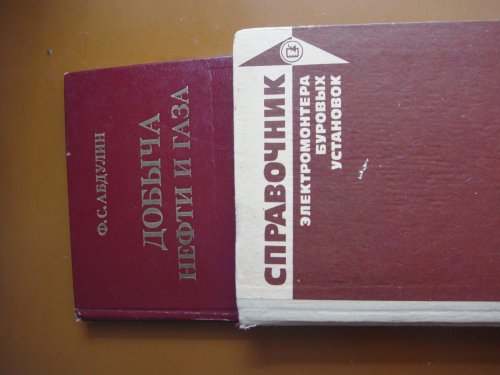 Ф. С. АБДУЛИН
ДОБЫЧА
НЕФТИ И ГАЗА
СПРАВОЧНИК
ЭЛЕКТРОМОНТЕРА
БУРОВЫХ
УСТАНОВОК